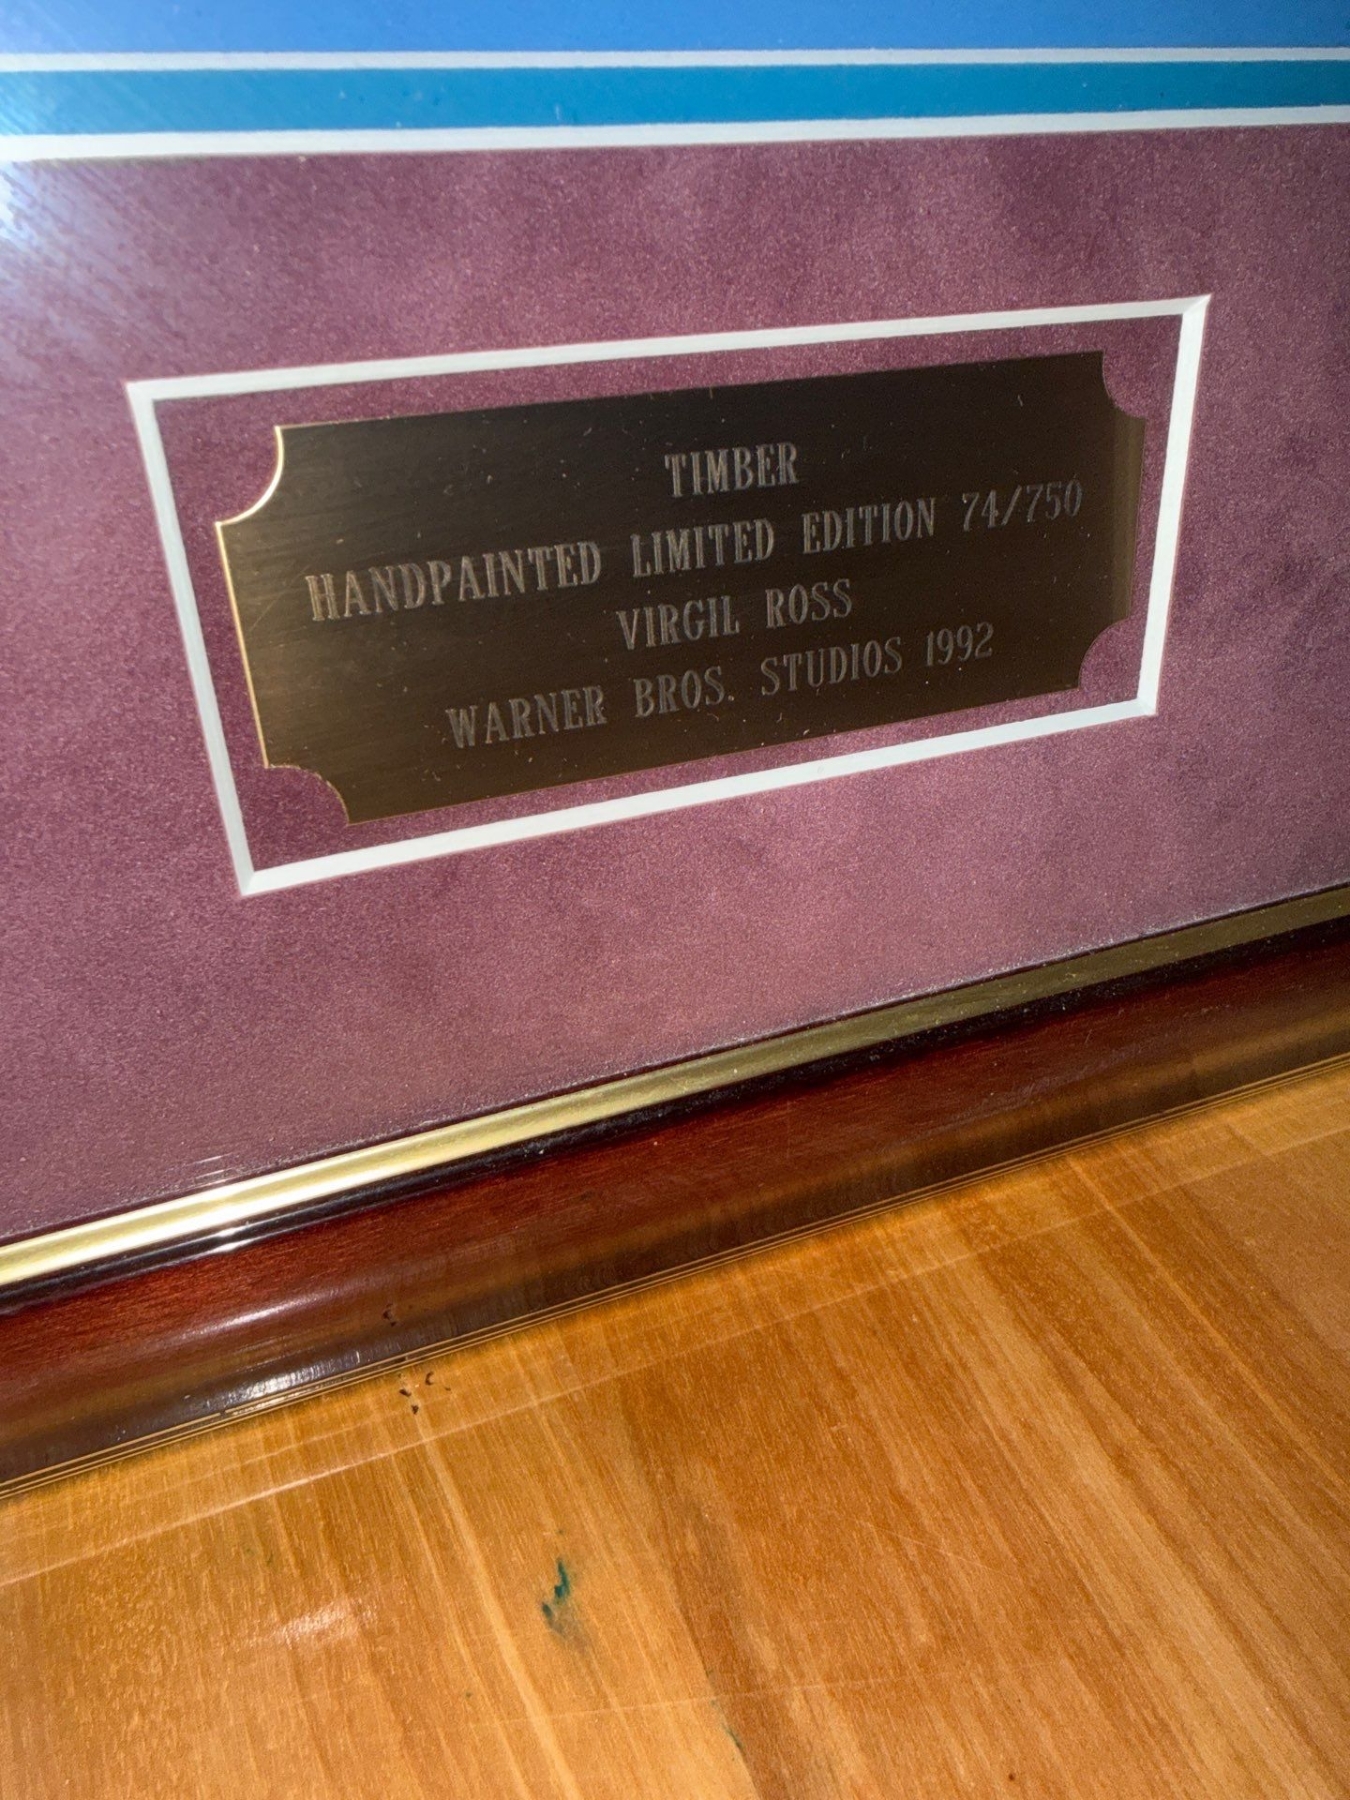 TIMBER
HANDPAINTED LIMITED EDITION 74/750
VIRGIL ROSS
WARNER BROS. STUDIOS 1992